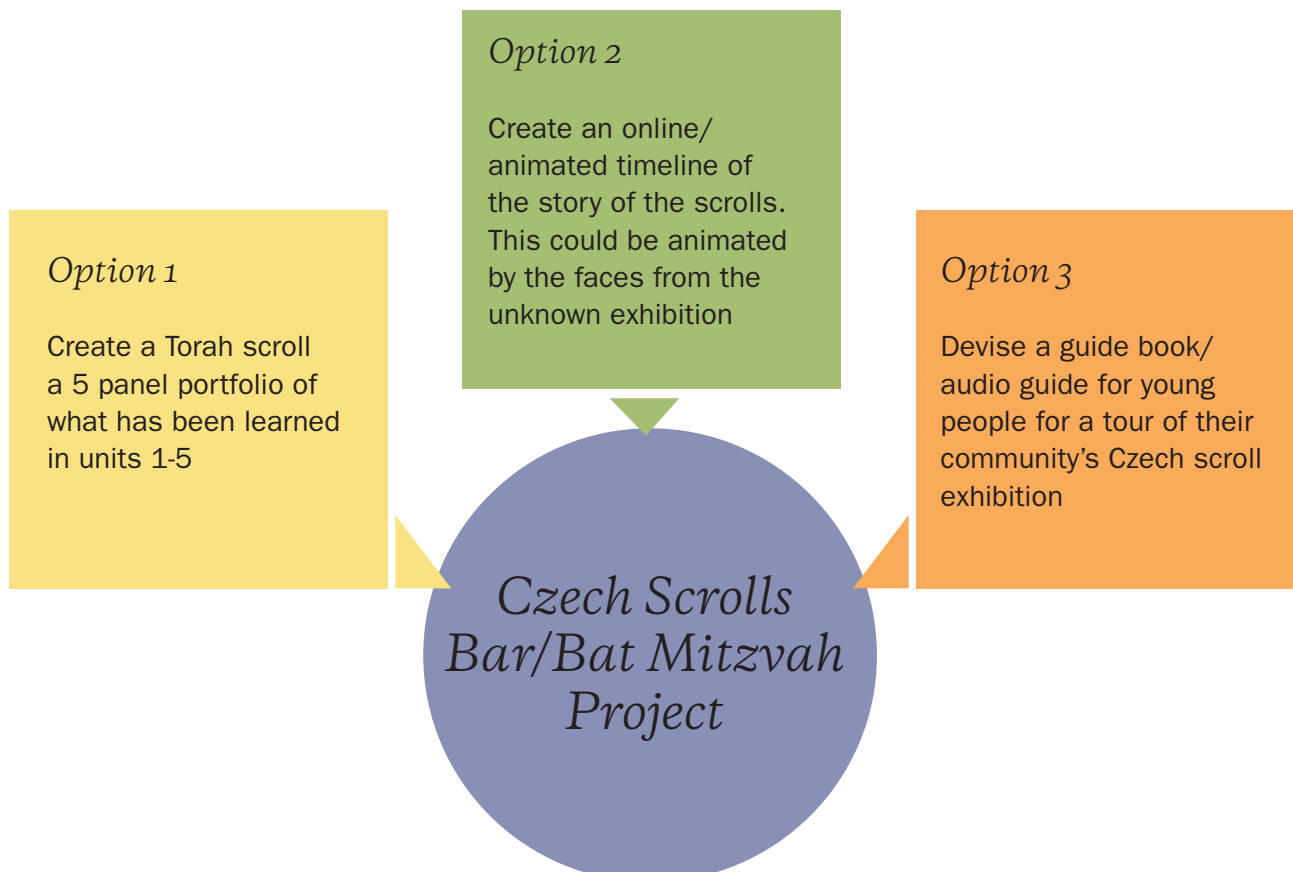 Option 1
Create a Torah scroll
a 5 panel portfolio of
what has been learned
in units 1-5
Option 2
Create an online/
animated timeline of
the story of the scrolls.
This could be animated
by the faces from the
unknown exhibition
Option 3
Devise a guide book/
audio guide for young
people for a tour of their
community’s Czech scroll
exhibition
Czech Scrolls
Bar/Bat Mitzvah
Project